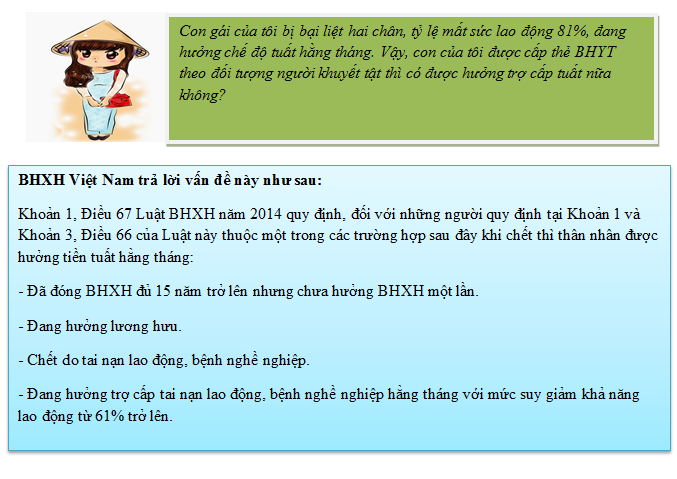 Con gái của tôi bị bại liệt hai chân, tỷ lệ mất sức lao động 81%, đang
hưởng chế độ tuất hằng tháng. Vậy, con của tôi được cấp thẻ BHYT
theo đối tượng người khuyết tật thì có được hưởng trợ cấp tuất nữa
không?
BHXH Việt Nam trả lời vấn đề này như sau:
Khoản 1, Điều 67 Luật BHXH năm 2014 quy định, đối với những người quy định tại Khoản 1 và
Khoản 3, Điều 66 của Luật này thuộc một trong các trường hợp sau đây khi chết thì thân nhân được
hưởng tiền tuất hằng tháng:
- Đã đóng BHXH đủ 15 năm trở lên nhưng chưa hưởng BHXH một lần.
- Đang hưởng lương hưu.
- Chết do tai nạn lao động, bệnh nghề nghiệp.
- Đang hưởng trợ cấp tai nạn lao động, bệnh nghề nghiệp hằng tháng với mức suy giảm khả năng
lao động từ 61% trở lên.